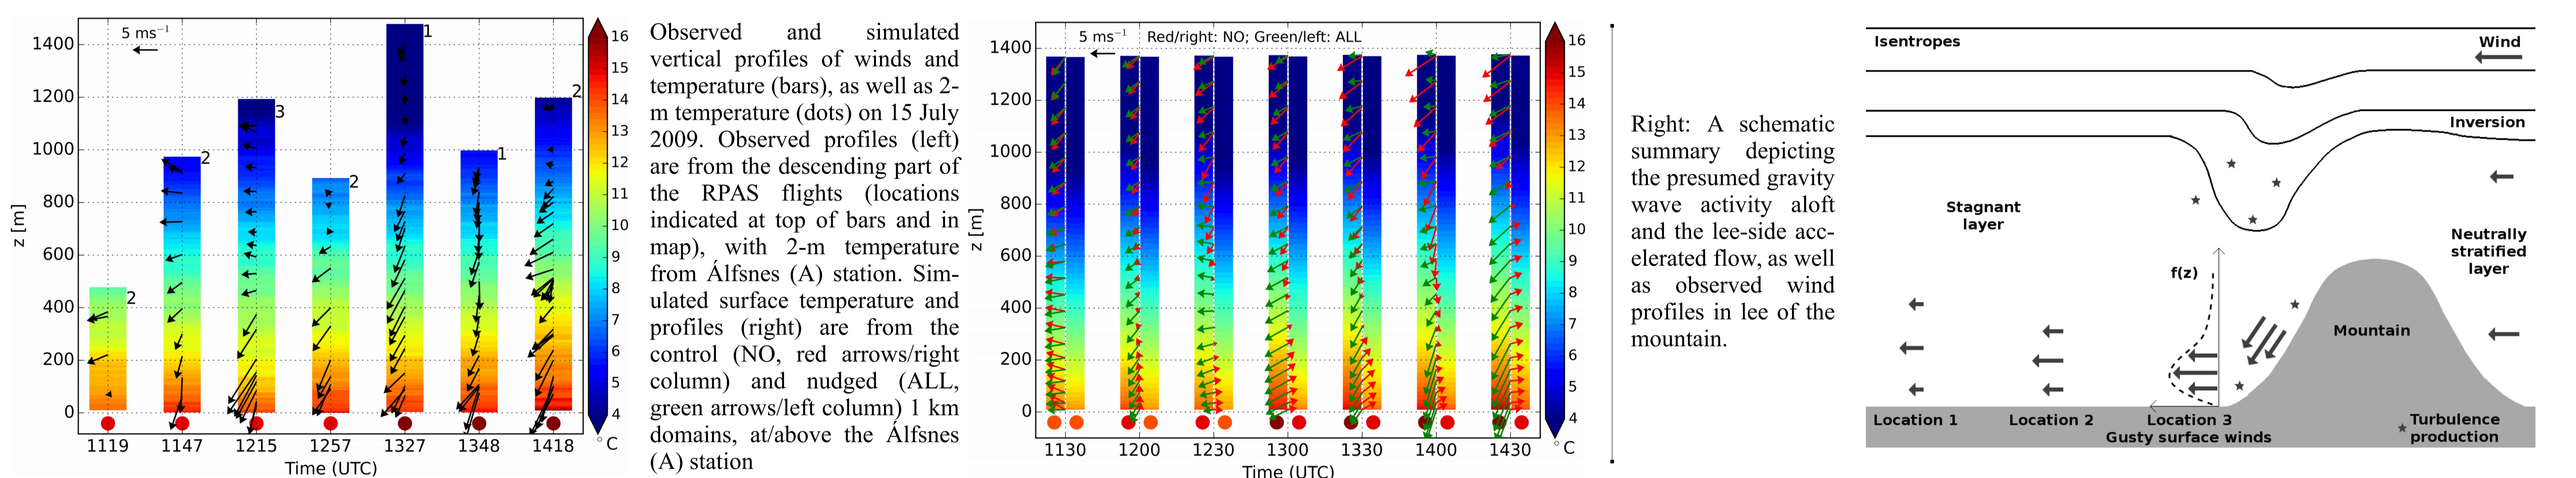 5 ms⁻¹
1400
1200
1000
800
600
400
200
0
z [m]
2
2
3
2
1
1
2
1119 1147 1215 1257 1327 1348 1418
Time (UTC)
16
15
14
13
12
11
10
9
8
7
6
5
4
°C
Observed and simulated
vertical profiles of winds and
temperature (bars), as well as 2-
m temperature (dots) on 15 July
2009. Observed profiles (left)
are from the descending part of
the RPAS flights (locations
indicated at top of bars and in
map), with 2-m temperature
from Álfsnes (A) station. Sim-
ulated surface temperature and
profiles (right) are from the
control (NO, red arrows/right
column) and nudged (ALL,
green arrows/left column) 1 km
domains, at/above the Álfsnes
(A) station
5 ms⁻¹ Red/right: NO; Green/left: ALL
1400
1200
1000
800
600
400
200
0
z [m]
1130 1200 1230 1300 1330 1400 1430
Time (UTC)
16
15
14
13
12
11
10
9
8
7
6
5
4
°C
Right: A schematic
summary depicting
the presumed gravity
wave activity aloft
and the lee-side acc-
elerated flow, as well
as observed wind
profiles in lee of the
mountain.
Isentropes
Wind
Inversion
Stagnant
layer
Neutrally
stratified
layer
f(z)
Mountain
Location 1 Location 2 Location 3
Gusty surface winds
Turbulence
production